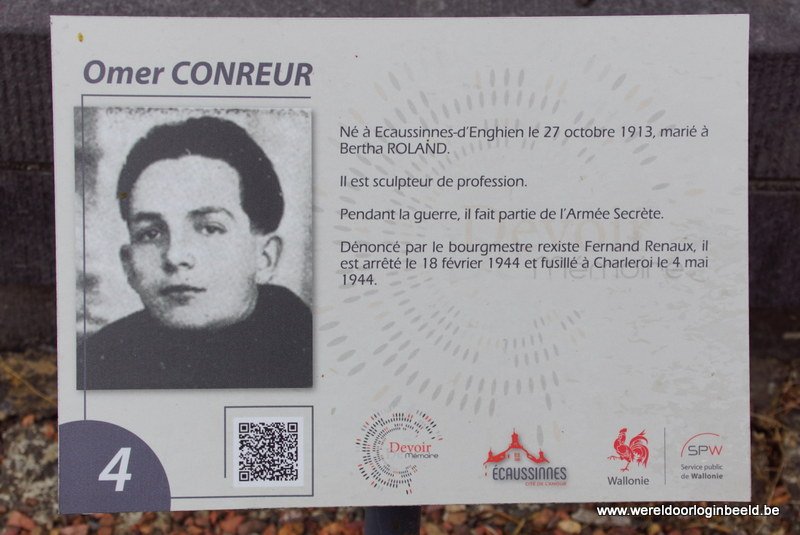 Omer CONREUR
Né à Ecaussinnes-d'Enghien le 27 octobre 1913, marié à
Bertha ROLAND.
Il est sculpteur de profession.
Pendant la guerre, il fait partie de l'Armée Secrète.
Dénoncé par le bourgmestre rexiste Fernand Renaux, il
est arrêté le 18 février 1944 et fusillé à Charleroi le 4 mai
1944.
4
Devoir
Mémoire
ÉCAUSSINNES
CITÉ DE L'AMOUR
Wallonie
SPW
Service public
de Wallonie
www.wereldoorloginbeeld.be